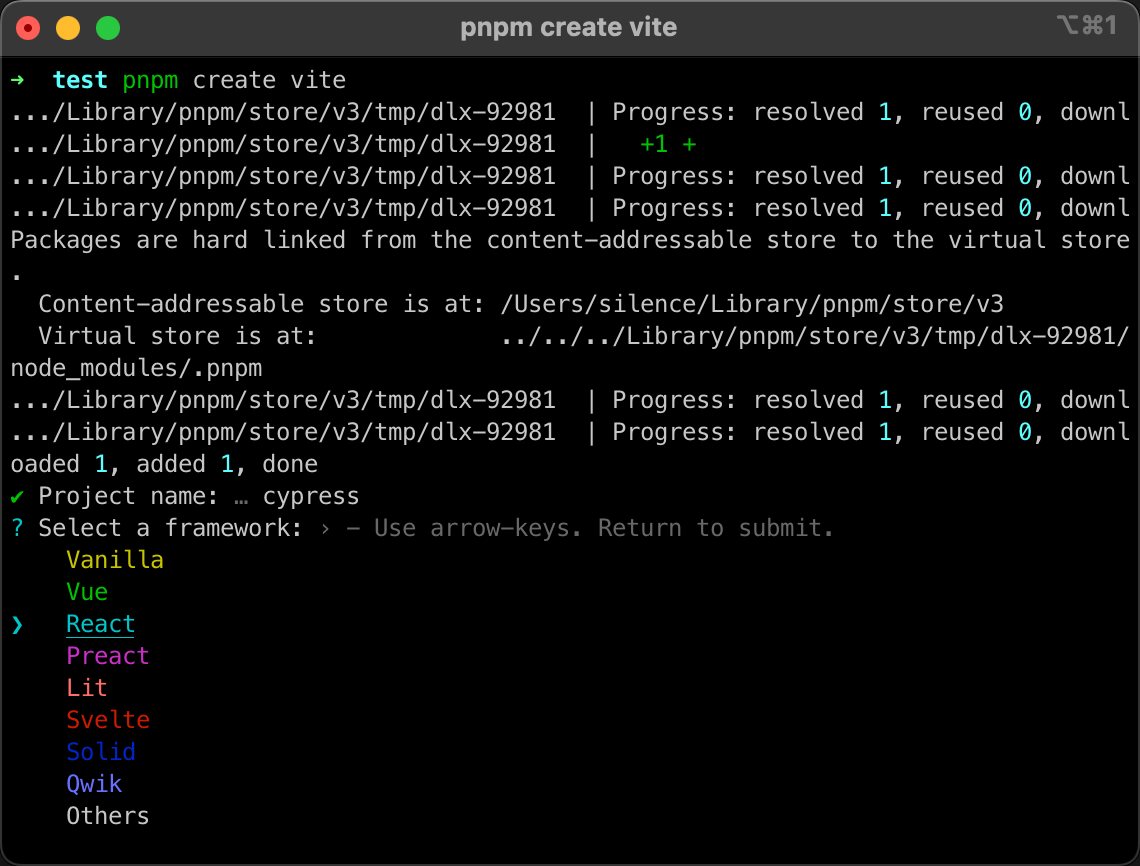 pnpm create vite
⌥⌘1
→  test pnpm create vite
.../Library/pnpm/store/v3/tmp/dlx-92981  | Progress: resolved 1, reused 0, downl
.../Library/pnpm/store/v3/tmp/dlx-92981  |   +1 +
.../Library/pnpm/store/v3/tmp/dlx-92981  | Progress: resolved 1, reused 0, downl
.../Library/pnpm/store/v3/tmp/dlx-92981  | Progress: resolved 1, reused 0, downl
Packages are hard linked from the content-addressable store to the virtual store
.
  Content-addressable store is at: /Users/silence/Library/pnpm/store/v3
  Virtual store is at:             ../../../Library/pnpm/store/v3/tmp/dlx-92981/
node_modules/.pnpm
.../Library/pnpm/store/v3/tmp/dlx-92981  | Progress: resolved 1, reused 0, downl
.../Library/pnpm/store/v3/tmp/dlx-92981  | Progress: resolved 1, reused 0, downl
oaded 1, added 1, done
✔ Project name: … cypress
? Select a framework: › - Use arrow-keys. Return to submit.
    Vanilla
    Vue
❯   React
    Preact
    Lit
    Svelte
    Solid
    Qwik
    Others